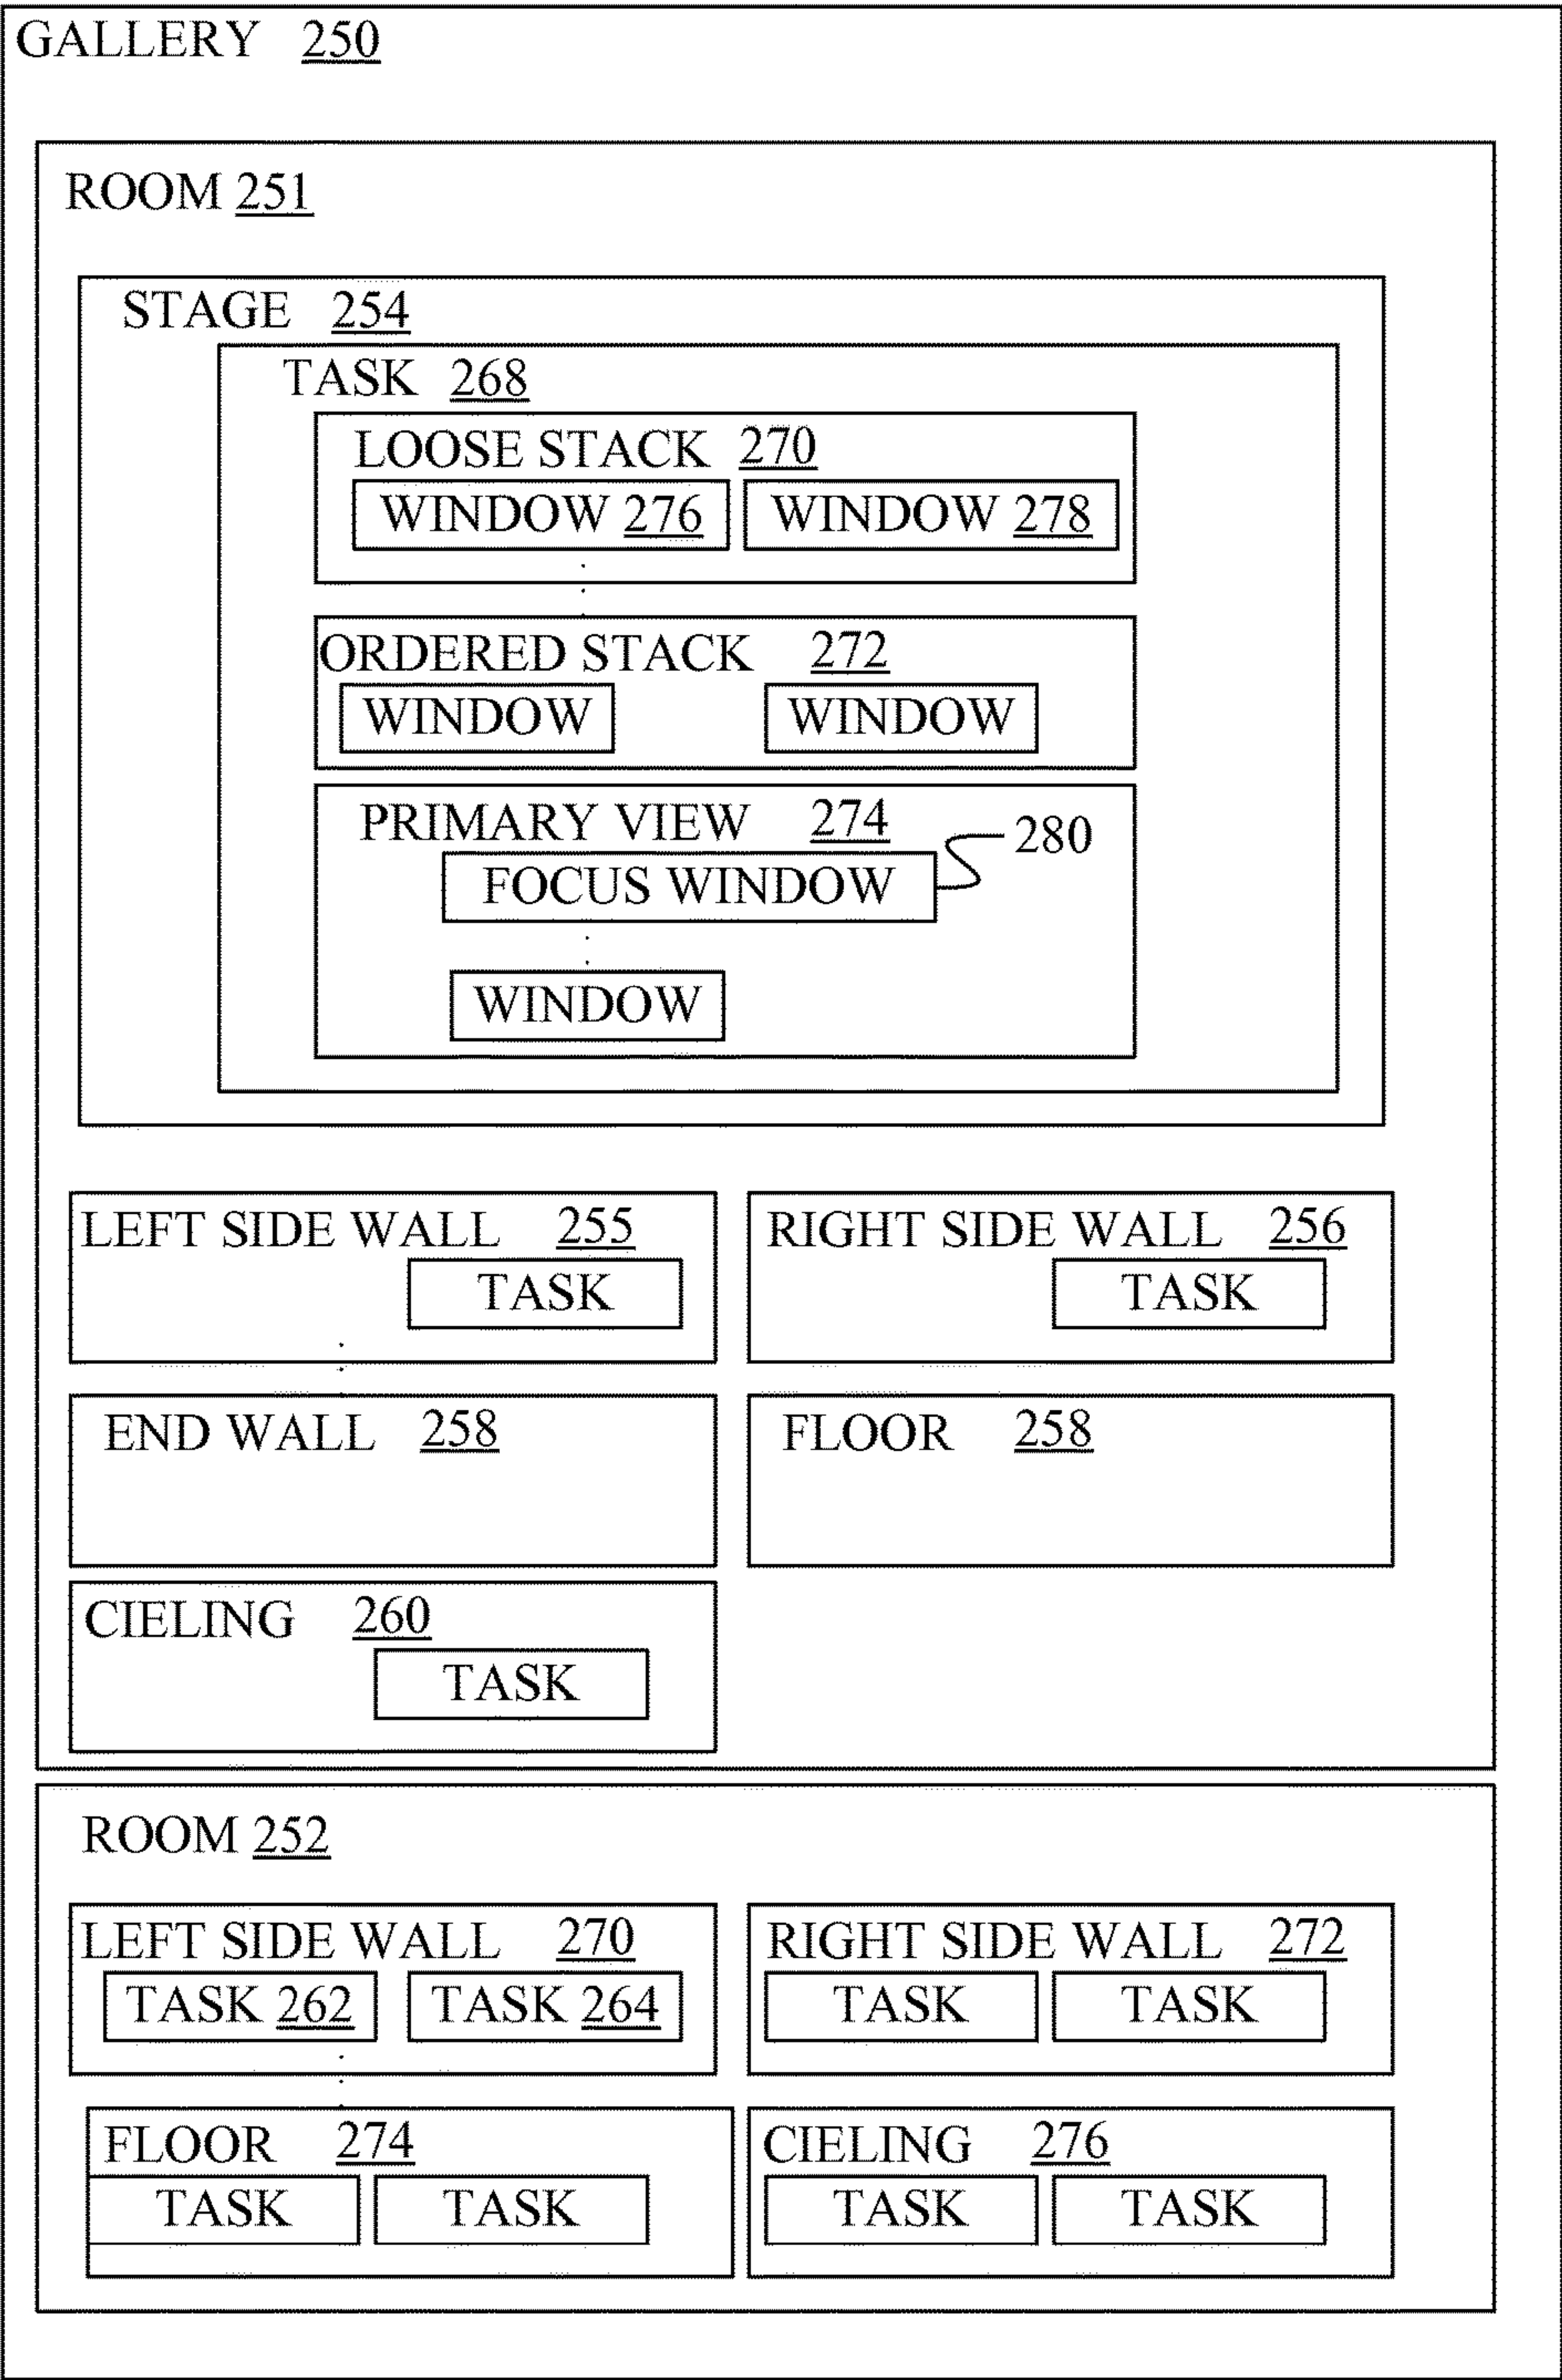 GALLERY 250
ROOM 251
STAGE 254
TASK 268
LOOSE STACK 270
WINDOW 276 WINDOW 278
ORDERED STACK 272
WINDOW WINDOW
PRIMARY VIEW 274
280
FOCUS WINDOW
WINDOW
LEFT SIDE WALL 255 RIGHT SIDE WALL 256
TASK TASK
END WALL 258 FLOOR 258
CIELING 260
TASK
ROOM 252
LEFT SIDE WALL 270 RIGHT SIDE WALL 272
TASK 262 TASK 264 TASK TASK
FLOOR 274 CIELING 276
TASK TASK TASK TASK